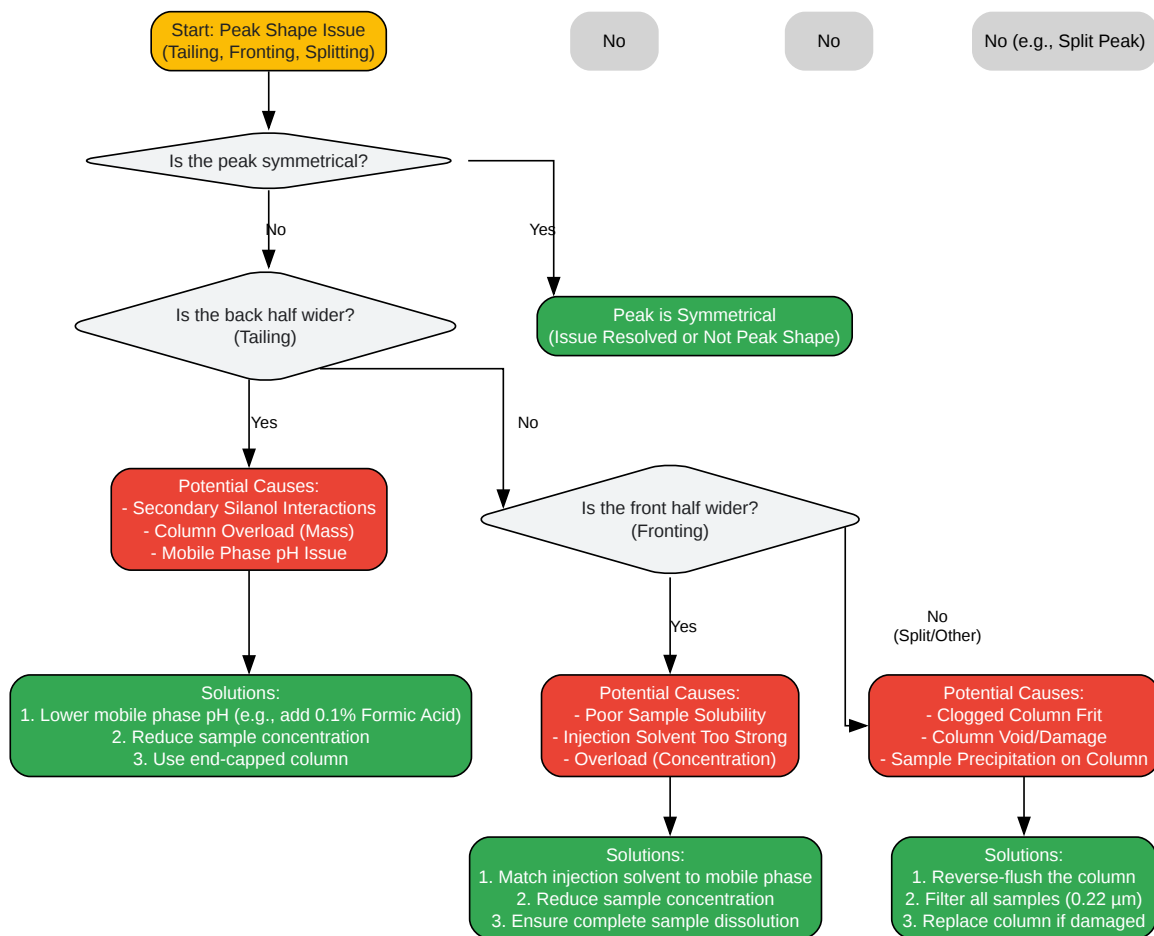 Start: Peak Shape Issue
(Tailing, Fronting, Splitting)
No
No
No (e.g., Split Peak)
Is the peak symmetrical?
No
Yes
Is the back half wider?
(Tailing)
Peak is Symmetrical
(Issue Resolved or Not Peak Shape)
Yes
No
Potential Causes:
- Secondary Silanol Interactions
- Column Overload (Mass)
- Mobile Phase pH Issue
Is the front half wider?
(Fronting)
Yes
No
(Split/Other)
Solutions:
1. Lower mobile phase pH (e.g., add 0.1% Formic Acid)
2. Reduce sample concentration
3. Use end-capped column
Potential Causes:
- Poor Sample Solubility
- Injection Solvent Too Strong
- Overload (Concentration)
Potential Causes:
- Clogged Column Frit
- Column Void/Damage
- Sample Precipitation on Column
Solutions:
1. Match injection solvent to mobile phase
2. Reduce sample concentration
3. Ensure complete sample dissolution
Solutions:
1. Reverse-flush the column
2. Filter all samples (0.22 µm)
3. Replace column if damaged